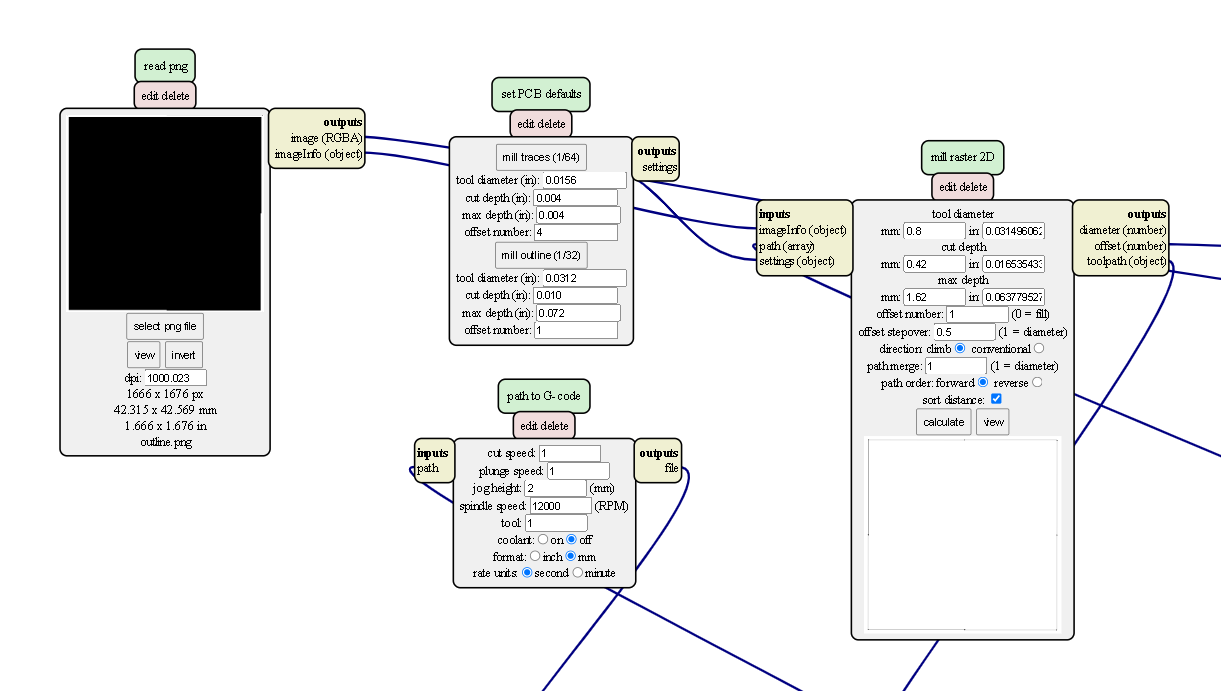 read png
edit delete
outputs
image (RGBA)
imageInfo (object)
select png file
view invert
dpi: 1000.023
1666 x 1676 px
42.315 x 42.569 mm
1.666 x 1.676 in
outline.png
set PCB defaults
edit delete
mill traces (1/64)
tool diameter (in): 0.0156
cut depth (in): 0.004
max depth (in): 0.004
offset number: 4
mill outline (1/32)
tool diameter (in): 0.0312
cut depth (in): 0.010
max depth (in): 0.072
offset number: 1
outputs
settings
path to G-code
edit delete
inputs
path
cut speed: 1
plunge speed: 1
jog height: 2 (mm)
spindle speed: 12000 (RPM)
tool: 1
coolant: on off
format: inch mm
rate units: second minute
outputs
file
mill raster 2D
edit delete
inputs
imageInfo (object)
path (array)
settings (object)
tool diameter
mm: 0.8 in: 0.03149606
cut depth
mm: 0.42 in: 0.01653543
max depth
mm: 1.62 in: 0.06377952
offset number: 1 (0 = fill)
offset stepover: 0.5 (1 = diameter)
direction: climb conventional
path merge: 1 (1 = diameter)
path order: forward reverse
sort distance:
calculate view
outputs
diameter (number)
offset (number)
toolpath (object)